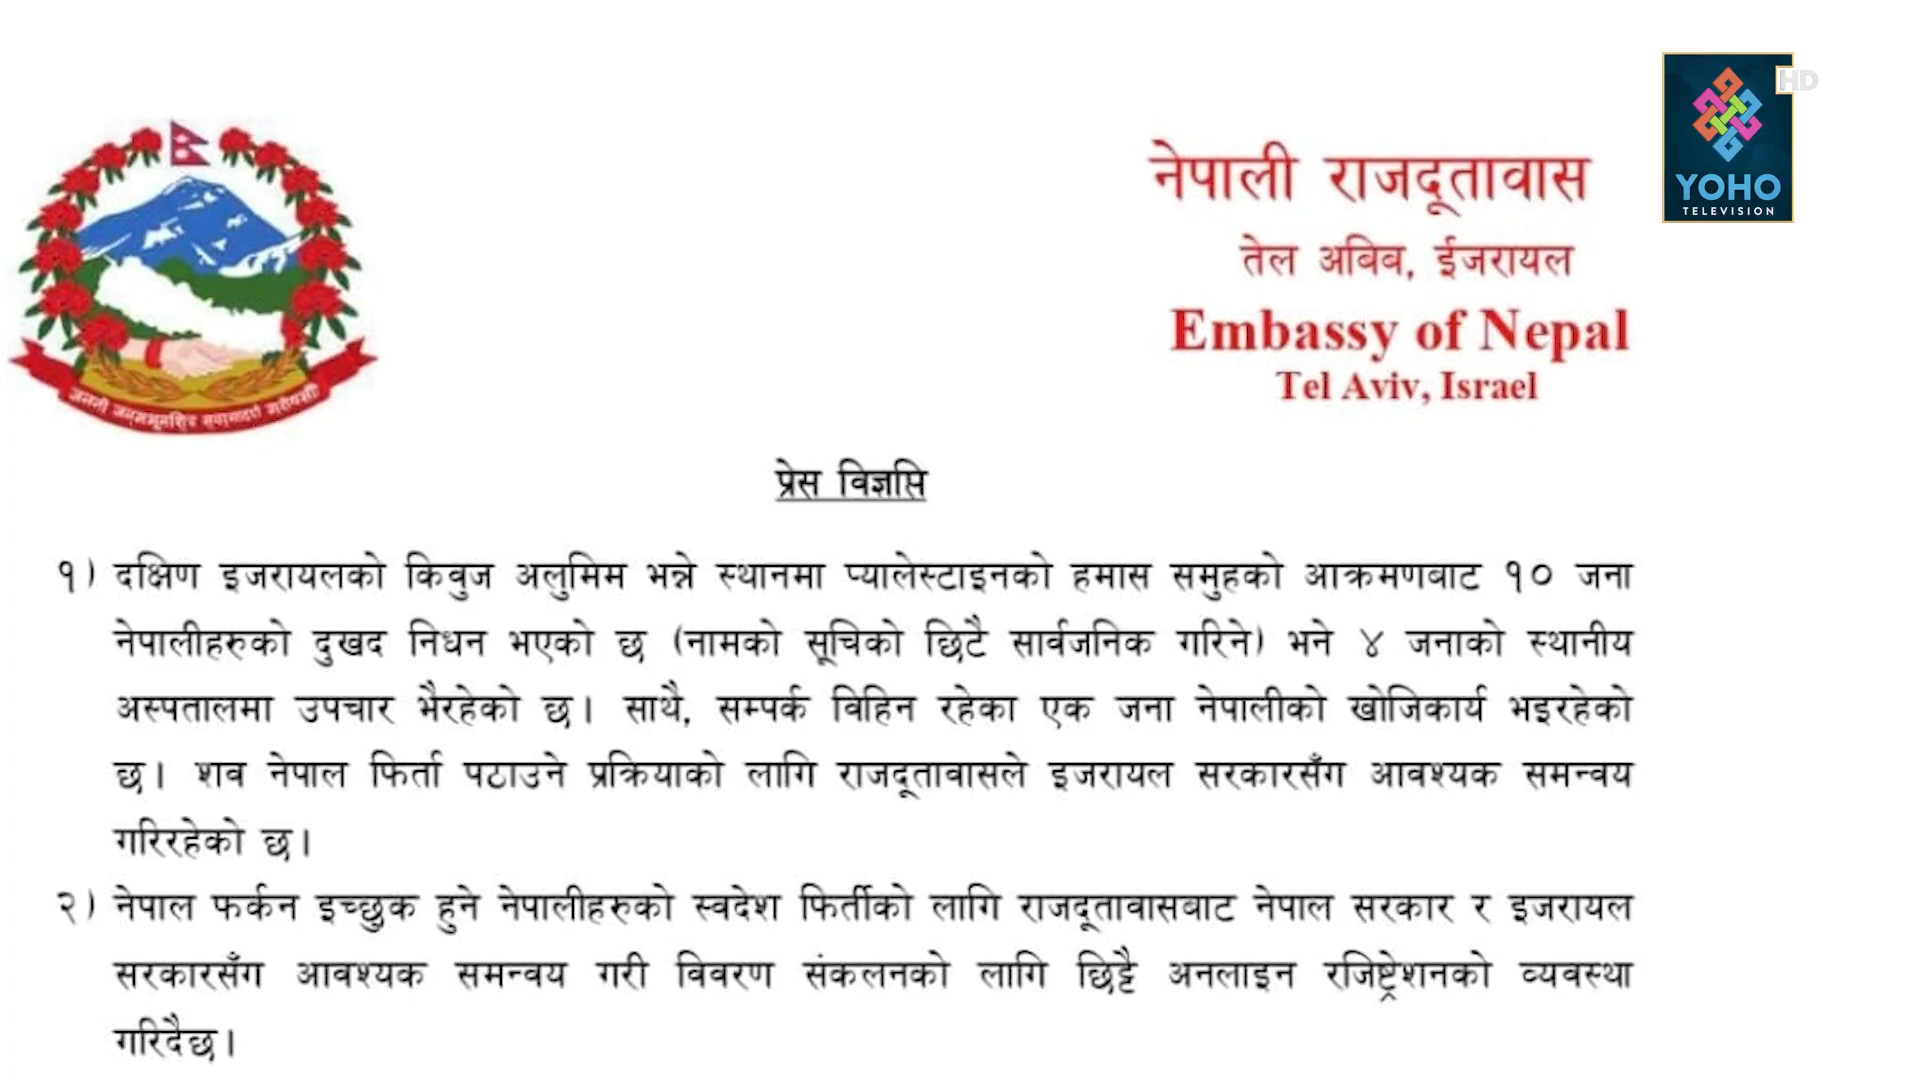 नेपाली राजदूतावास
तेल अबिब, ईजरायल
Embassy of Nepal
Tel Aviv, Israel
YOHO
TELEVISION
HD
प्रेस विज्ञप्ति
१) दक्षिण इजरायलको किवुज अलुमिम भन्ने स्थानमा प्यालेस्टाइनको हमास समुहको आक्रमणबाट १० जना
नेपालीहरुको दुखद निधन भएको छ (नामको सूचिको छिटै सार्वजनिक गरिने) भने ४ जनाको स्थानीय
अस्पतालमा उपचार भैरहेको छ। साथै, सम्पर्क विहिन रहेका एक जना नेपालीको खोजिकार्य भइरहेको
छ। शव नेपाल फिर्ता पटाउने प्रक्रियाको लागि राजदूतावासले इजरायल सरकारसँग आवश्यक समन्वय
गरिरहेको छ।
२) नेपाल फर्कन इच्छुक हुने नेपालीहरुको स्वदेश फिर्तीको लागि राजदूतावासबाट नेपाल सरकार र इजरायल
सरकारसँग आवश्यक समन्वय गरी विवरण संकलनको लागि छिट्टै अनलाइन रजिष्ट्रेशनको व्यवस्था
गरिदैछ।